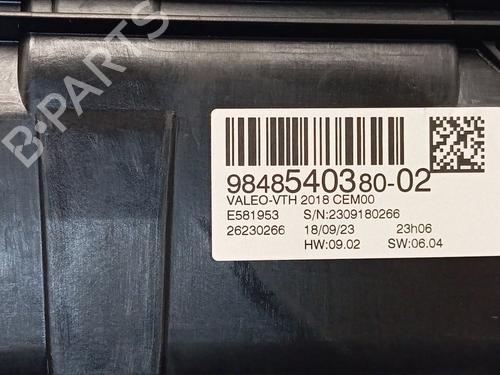 B-PARTS
9848540380-02
VALEO-VTH 2018 CEM00
E581953 S/N:2309180266
26230266 18/09/23 23h06
HW:09.02 SW:06.04